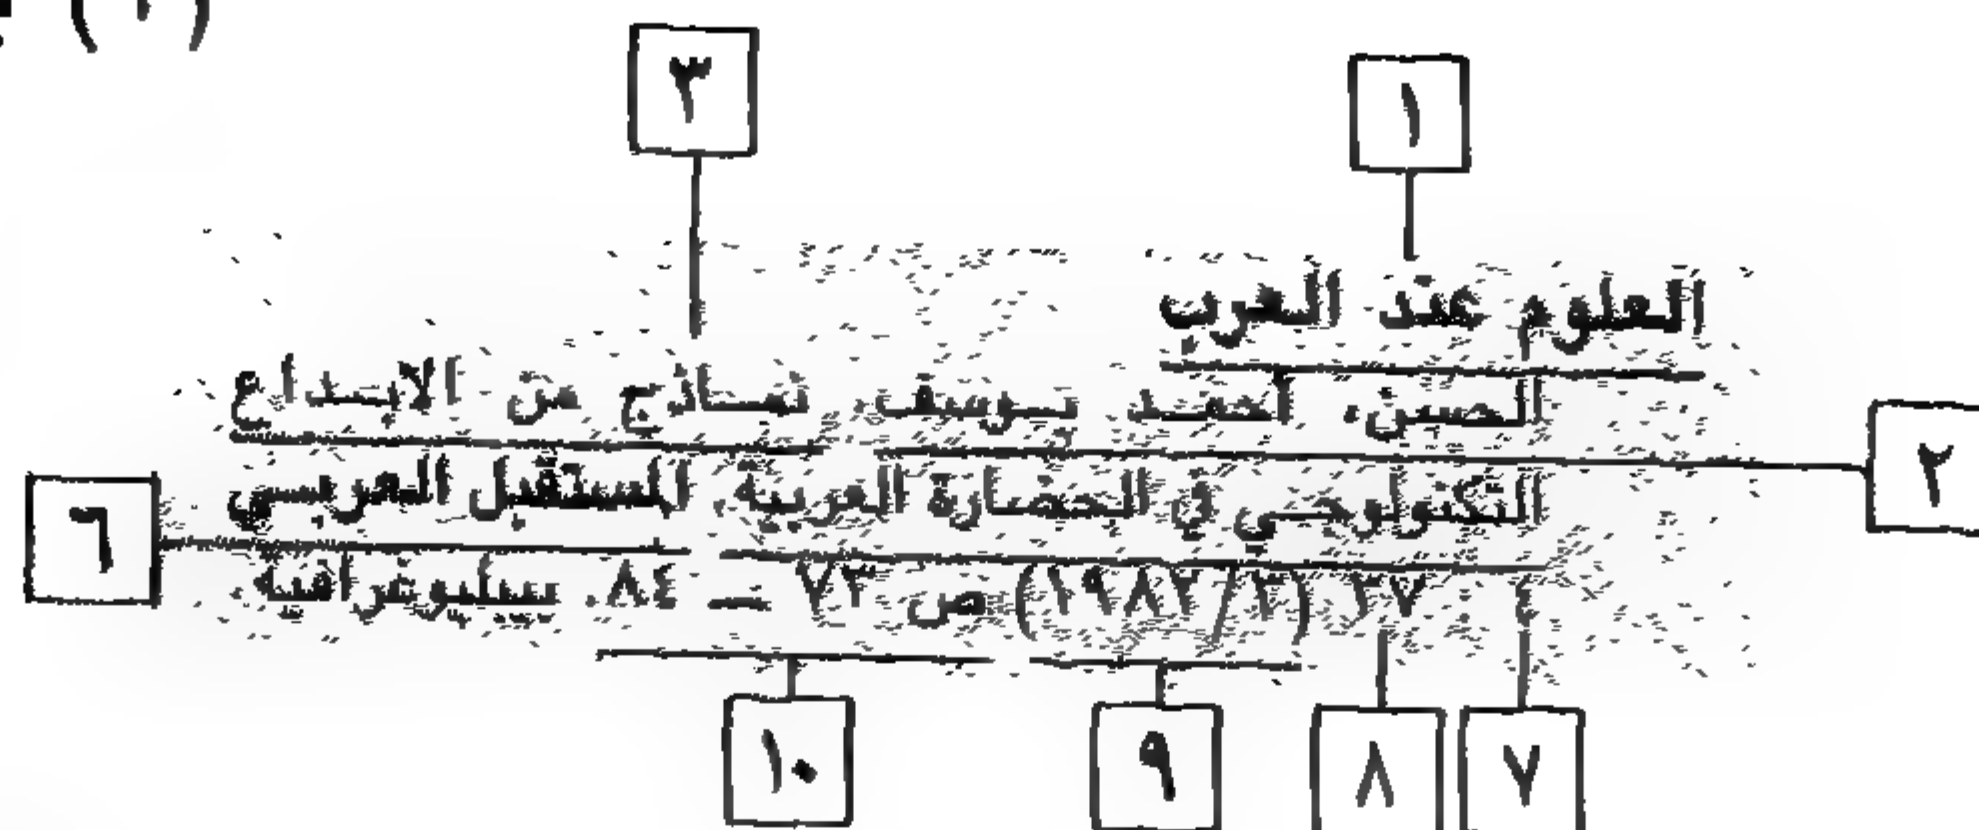 ٣
١
العلوم عند العرب
الحسن، أحمد يوسف. نماذج من الابداع
٢
التكنولوجي في الحضارة العربية. المستقبل العربي
٦
٤ : ٣٧ (١٩٨٢/٣) ص ٧٣ — ٨٤. ببليوغرافية.
١٠
٩
٨
٧